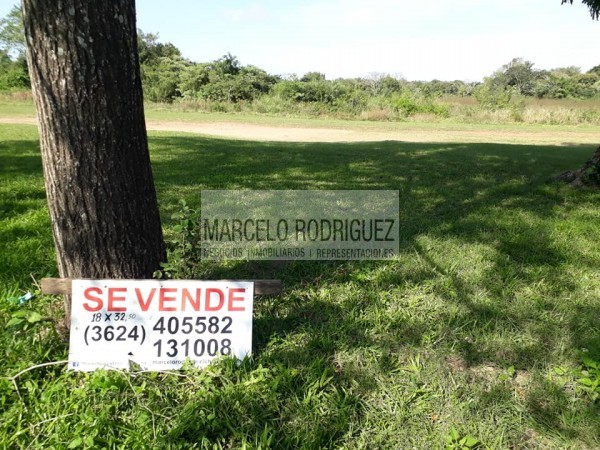 MARCELO RODRIGUEZ
NEGOCIOS INMOBILIARIOS | REPRESENTACIONES
SE VENDE
18 X 32,50
(3624) 405582
131008